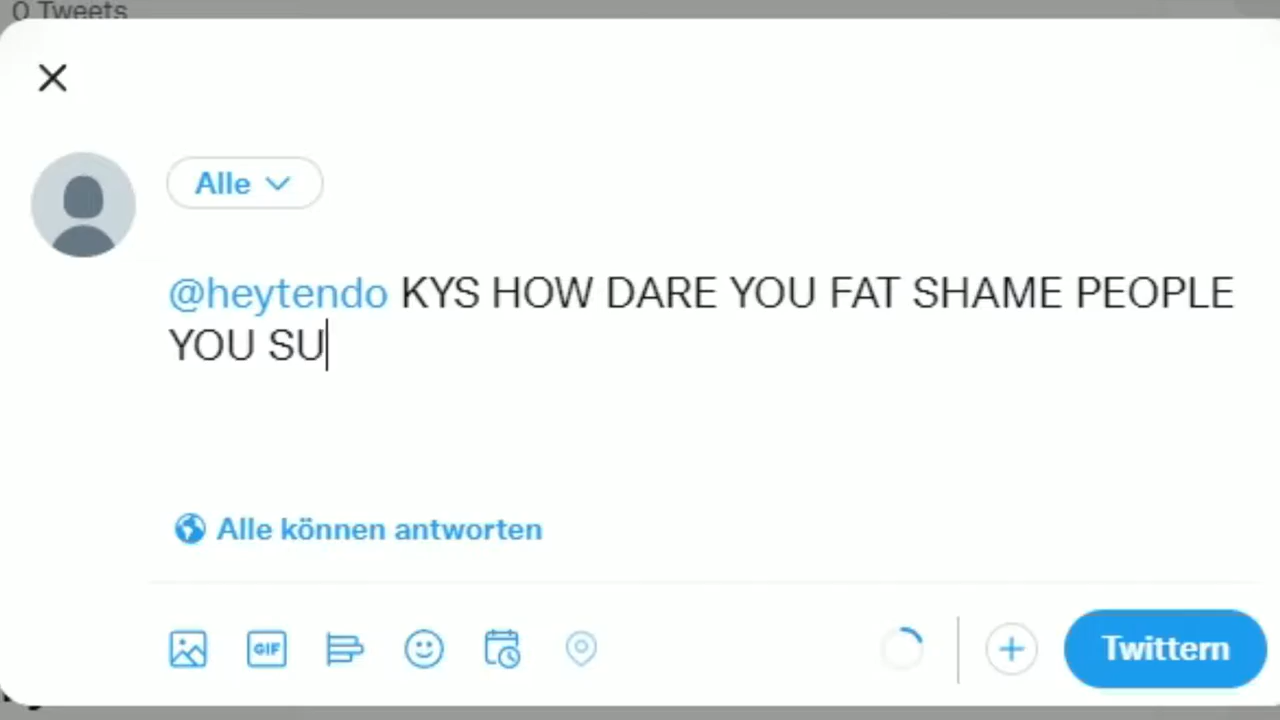 0 Tweets
Alle
@heytendo KYS HOW DARE YOU FAT SHAME PEOPLE
YOU SU
Alle können antworten
GIF
Twittern